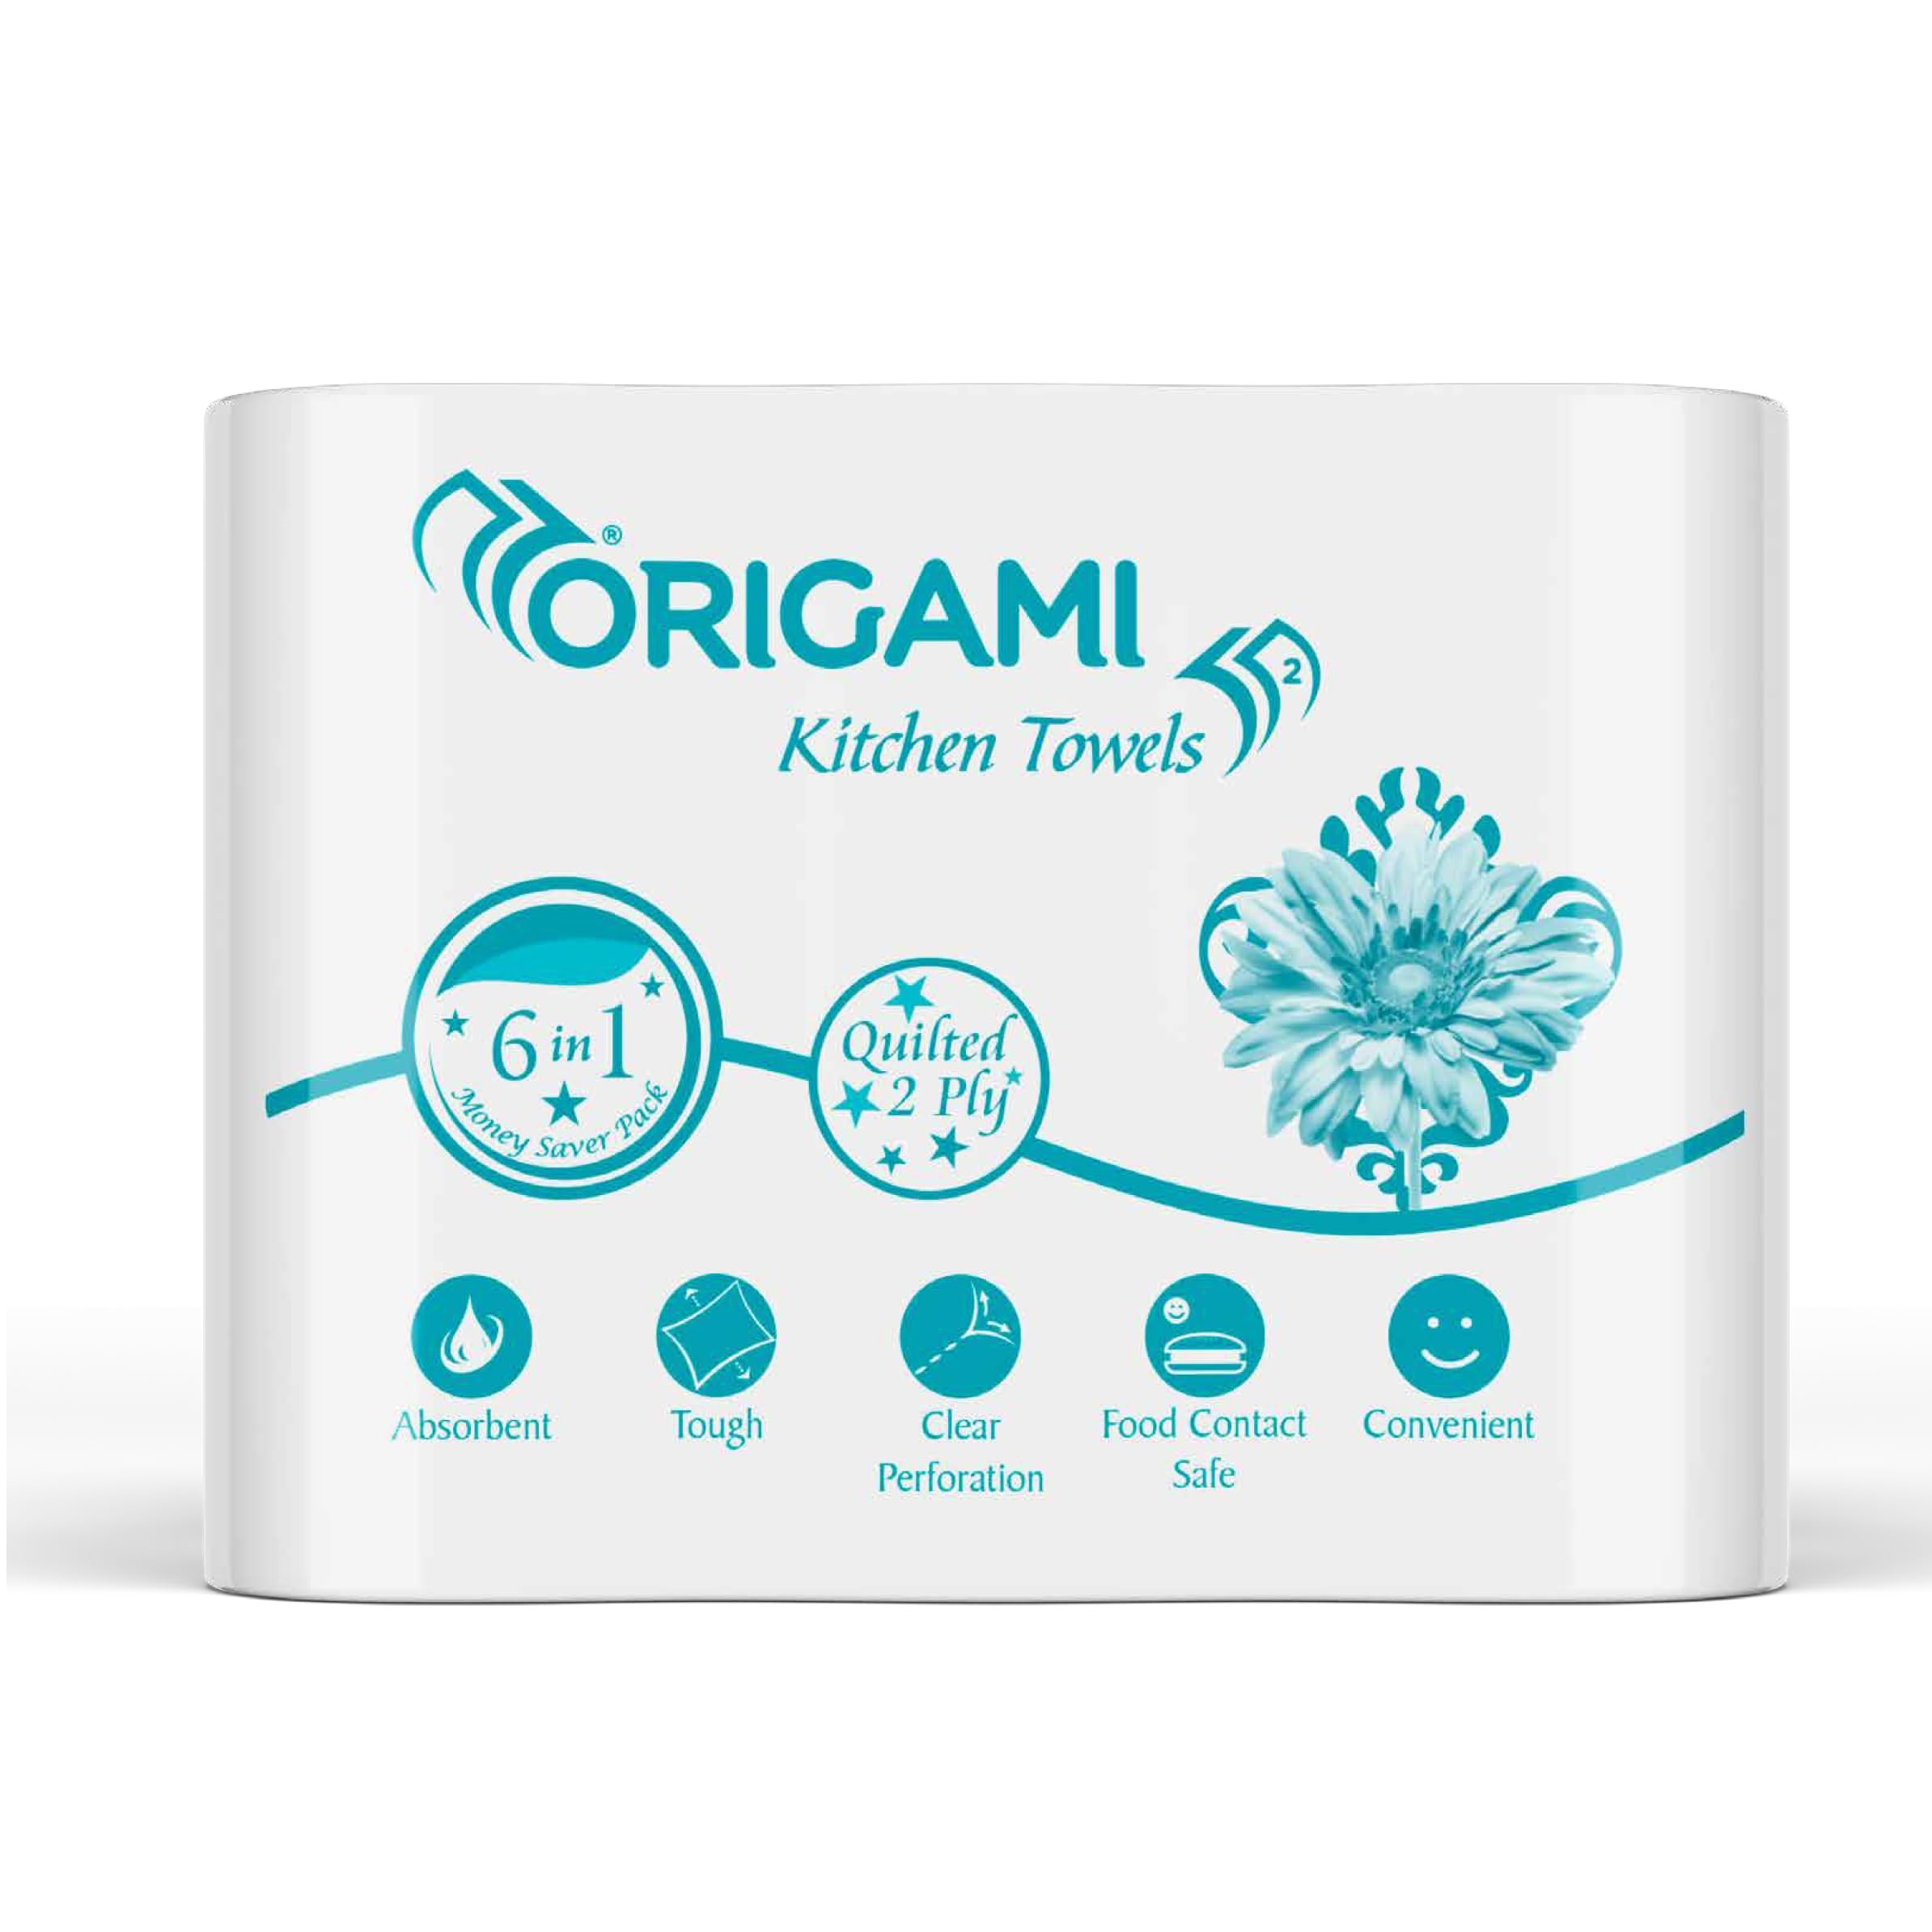 ®
ORIGAMI
2
Kitchen Towels
6 in 1
Money Saver Pack
Quilted
2 Ply
Absorbent
Tough
Clear
Perforation
Food Contact
Safe
Convenient